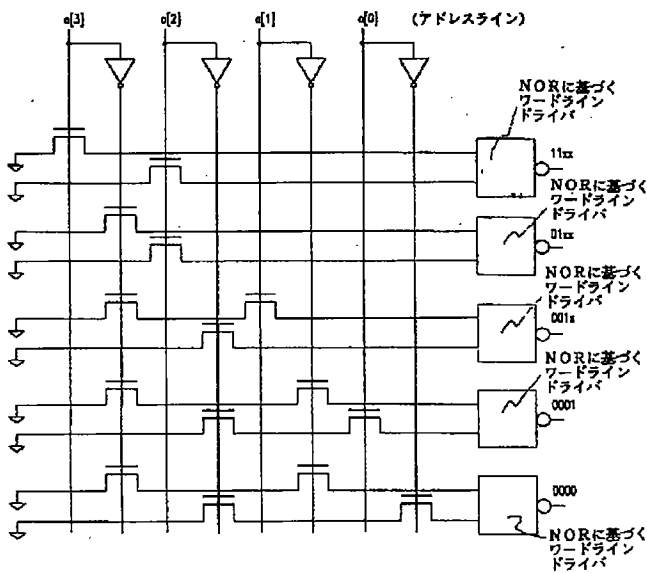 a[3] a[2] a[1] a[0] (アドレスライン)
NORに基づく
ワードライン
ドライバ
11xx
NORに基づく
ワードライン
ドライバ
01xx
NORに基づく
ワードライン
ドライバ
001x
NORに基づく
ワードライン
ドライバ
0001
0000
NORに基づく
ワードライン
ドライバ